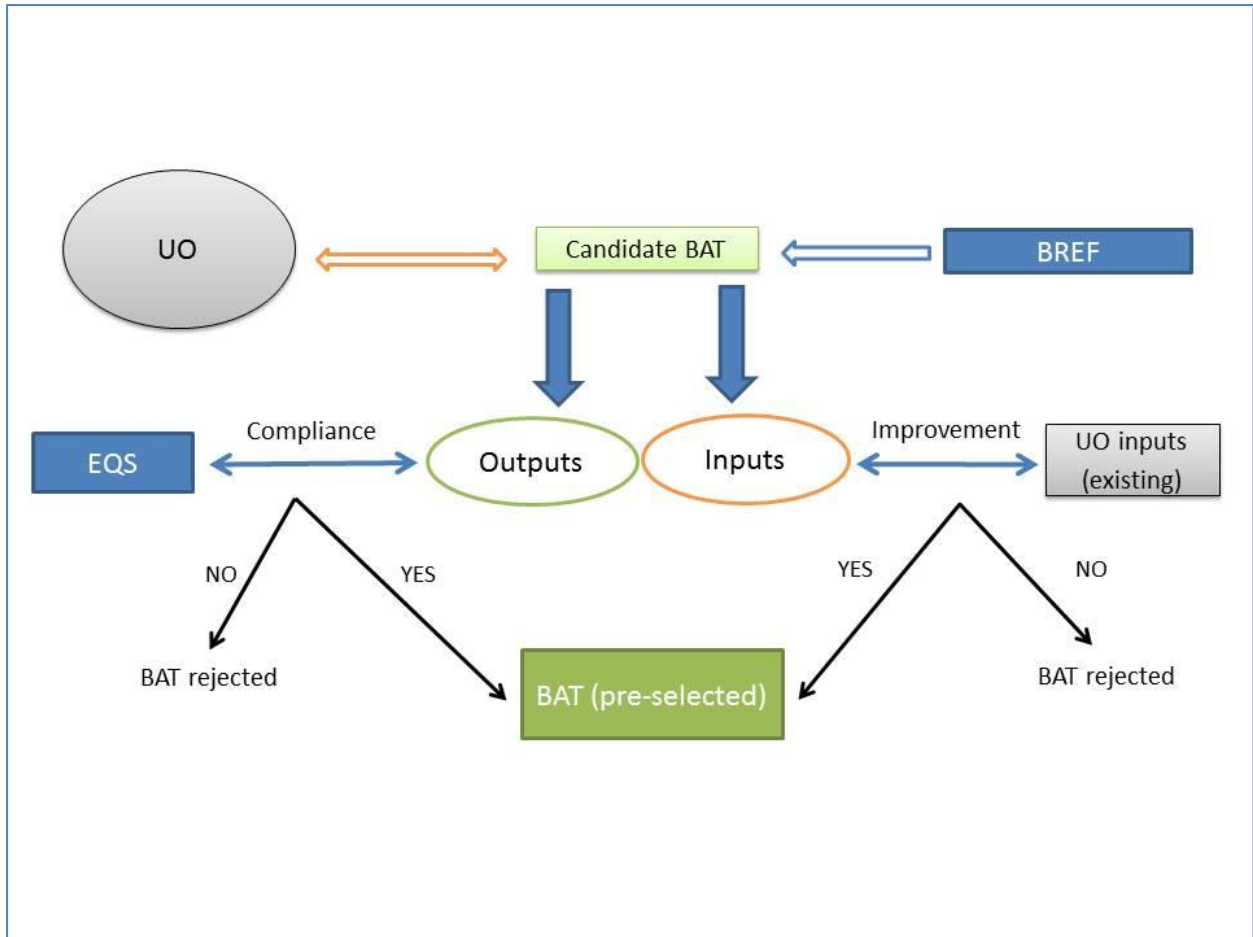 UO
Candidate BAT
BREF
Compliance
Improvement
EQS
Outputs
Inputs
UO inputs
(existing)
NO
YES
YES
NO
BAT rejected
BAT (pre-selected)
BAT rejected